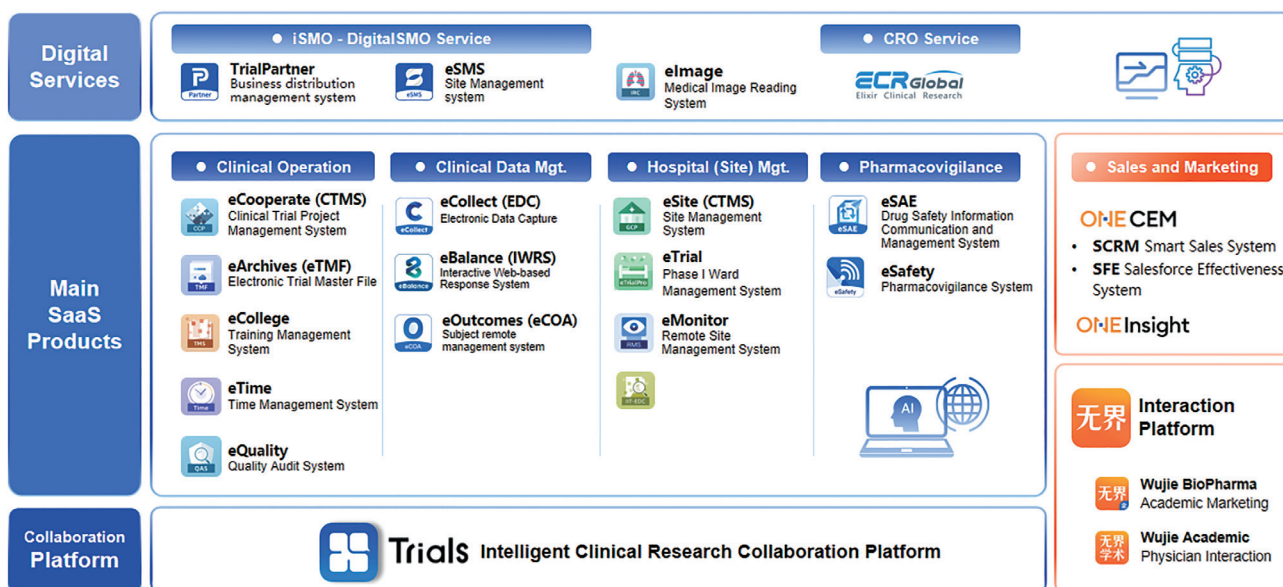 Digital
Services
iSMO - DigitalSMO Service
CRO Service
Partner
TrialPartner
Business distribution
management system
eSMS
eSMS
Site Management
system
IRC
eImage
Medical Image Reading
System
ECR Global
Elixir Clinical Research
Main
SaaS
Products
Clinical Operation
CCP
eCooperate (CTMS)
Clinical Trial Project
Management System
TMF
eArchives (eTMF)
Electronic Trial Master File
TMS
eCollege
Training Management
System
Time
eTime
Time Management System
QAS
eQuality
Quality Audit System
Clinical Data Mgt.
eCollect
eCollect (EDC)
Electronic Data Capture
eBalance
eBalance (IWRS)
Interactive Web-based
Response System
eCOA
eOutcomes (eCOA)
Subject remote
management system
Hospital (Site) Mgt.
GCP
eSite (CTMS)
Site Management
System
eTrialPro
eTrial
Phase I Ward
Management System
RMS
eMonitor
Remote Site
Management System
IIT-EDC
Pharmacovigilance
eSAE
eSAE
Drug Safety Information
Communication and
Management System
eSafety
eSafety
Pharmacovigilance System
AI
Sales and Marketing
ONE CEM
• SCRM Smart Sales System
• SFE Salesforce Effectiveness
System
ONE Insight
无界
Interaction
Platform
无界
Wujie BioPharma
Academic Marketing
无界
学术
Wujie Academic
Physician Interaction
Collaboration
Platform
Trials Intelligent Clinical Research Collaboration Platform